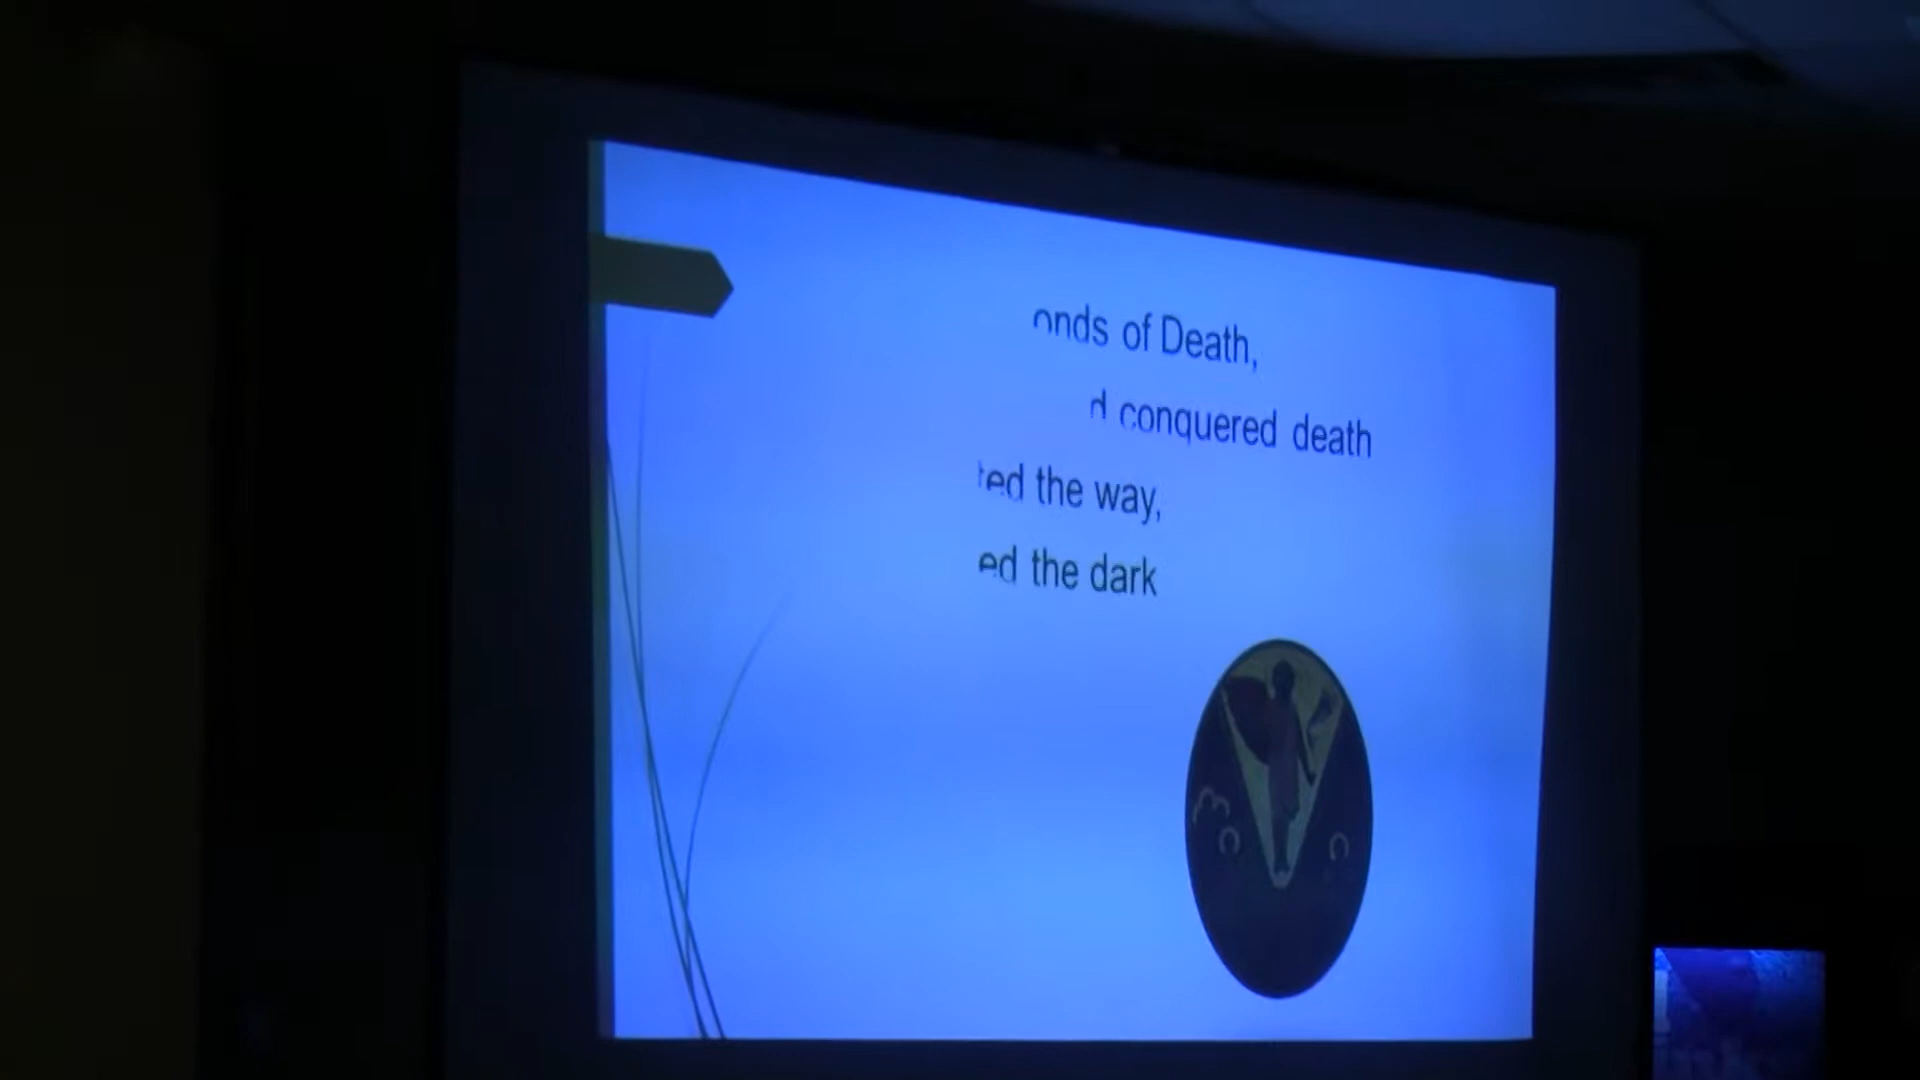 onds of Death,
d conquered death
ted the way,
ed the dark